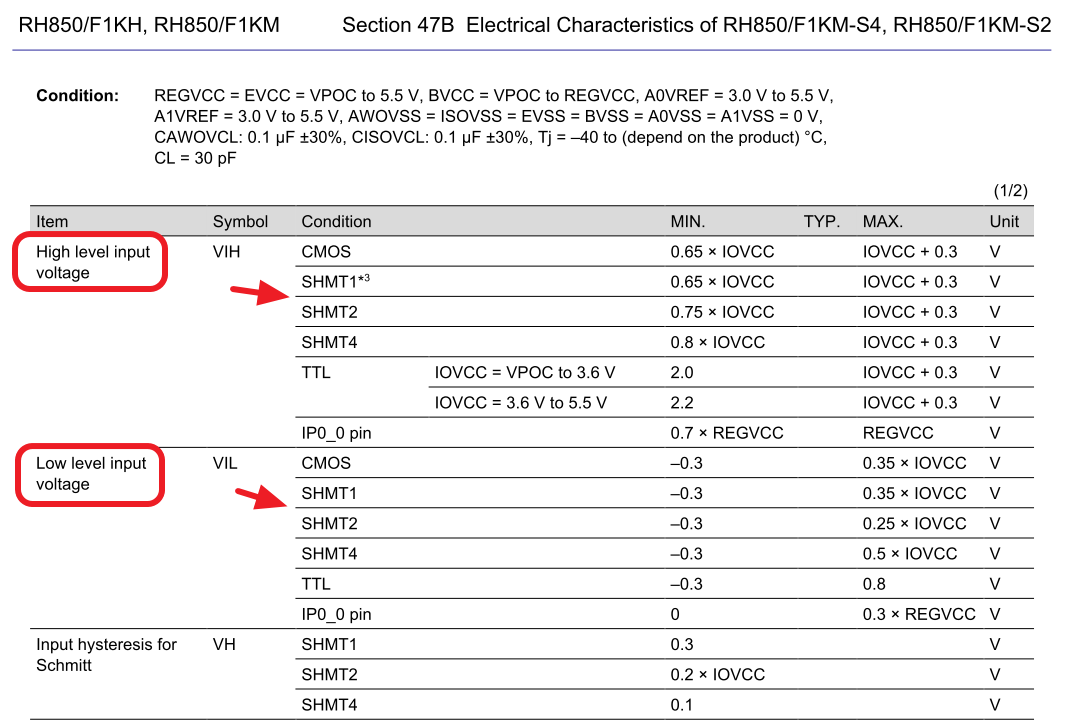 RH850/F1KH, RH850/F1KM Section 47B Electrical Characteristics of RH850/F1KM-S4, RH850/F1KM-S2
Condition: REGVCC = EVCC = VPOC to 5.5 V, BVCC = VPOC to REGVCC, A0VREF = 3.0 V to 5.5 V,
A1VREF = 3.0 V to 5.5 V, AWOVSS = ISOVSS = EVSS = BVSS = A0VSS = A1VSS = 0 V,
CAWOVCL: 0.1 μF ±30%, CISOVCL: 0.1 μF ±30%, Tj = –40 to (depend on the product) °C,
CL = 30 pF
(1/2)
Item Symbol Condition MIN. TYP. MAX. Unit
High level input voltage VIH CMOS 0.65 × IOVCC IOVCC + 0.3 V
SHMT1*3 0.65 × IOVCC IOVCC + 0.3 V
SHMT2 0.75 × IOVCC IOVCC + 0.3 V
SHMT4 0.8 × IOVCC IOVCC + 0.3 V
TTL IOVCC = VPOC to 3.6 V 2.0 IOVCC + 0.3 V
IOVCC = 3.6 V to 5.5 V 2.2 IOVCC + 0.3 V
IP0_0 pin 0.7 × REGVCC REGVCC V
Low level input voltage VIL CMOS –0.3 0.35 × IOVCC V
SHMT1 –0.3 0.35 × IOVCC V
SHMT2 –0.3 0.25 × IOVCC V
SHMT4 –0.3 0.5 × IOVCC V
TTL –0.3 0.8 V
IP0_0 pin 0 0.3 × REGVCC V
Input hysteresis for Schmitt VH SHMT1 0.3 V
SHMT2 0.2 × IOVCC V
SHMT4 0.1 V